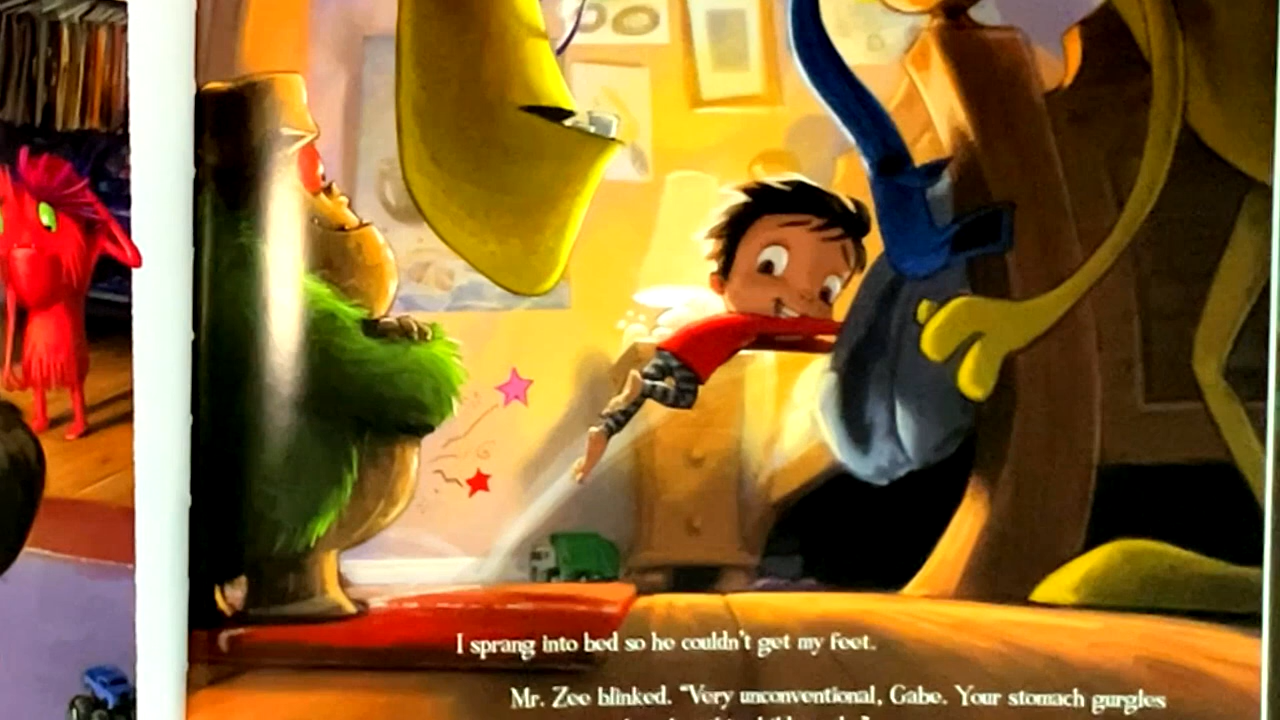 I sprang into bed so he couldn't get my feet.
Mr. Zee blinked. "Very unconventional, Gabe. Your stomach gurgles